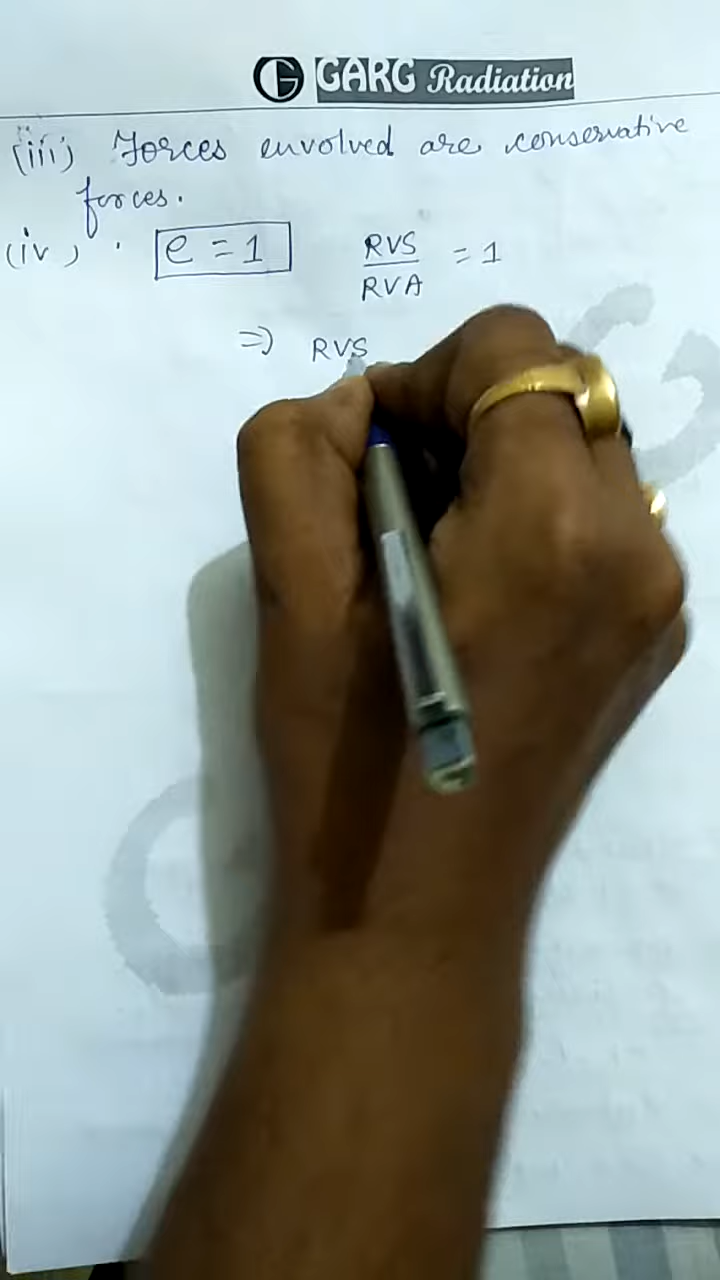 GARG Radiation
(iii) Forces envolved are conservative
forces.
(iv) . e = 1 RVS / RVA = 1
=> RVS